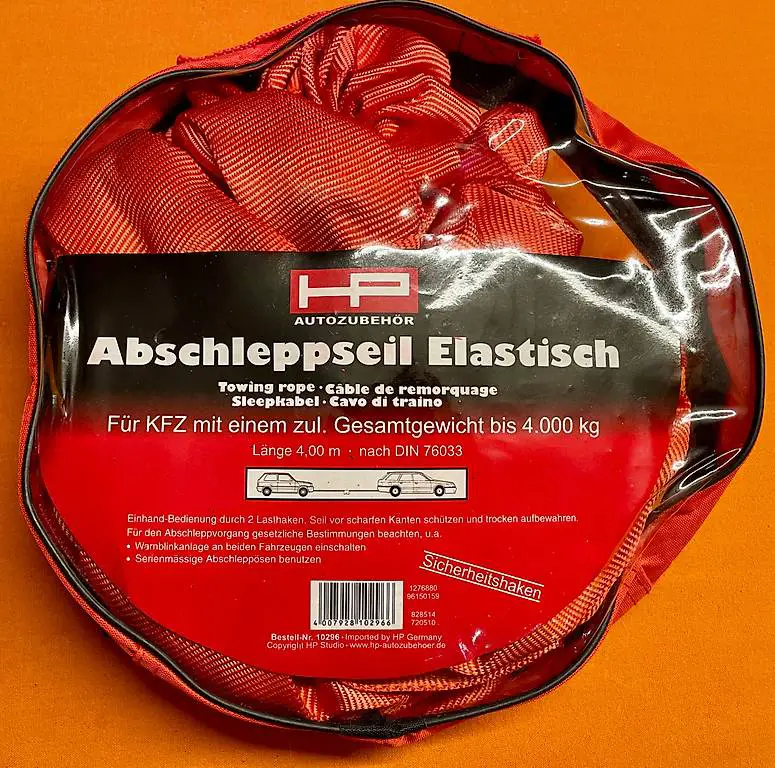 HP
AUTOZUBEHÖR
Abschleppseil Elastisch
Towing rope · Câble de remorquage
Sleepkabel · Cavo di traino
Für KFZ mit einem zul. Gesamtgewicht bis 4.000 kg
Länge 4,00 m · nach DIN 76033
Einhand-Bedienung durch 2 Lasthaken. Seil vor scharfen Kanten schützen und trocken aufbewahren.
Für den Abschleppvorgang gesetzliche Bestimmungen beachten, u.a.
• Warnblinkanlage an beiden Fahrzeugen einschalten
• Serienmässige Abschleppösen benutzen
Sicherheitshaken
1276880
96150159
828514
720510
4 007928 102966
Bestell-Nr. 10296 · Imported by HP Germany
Copyright HP Studio · www.hp-autozubehoer.de